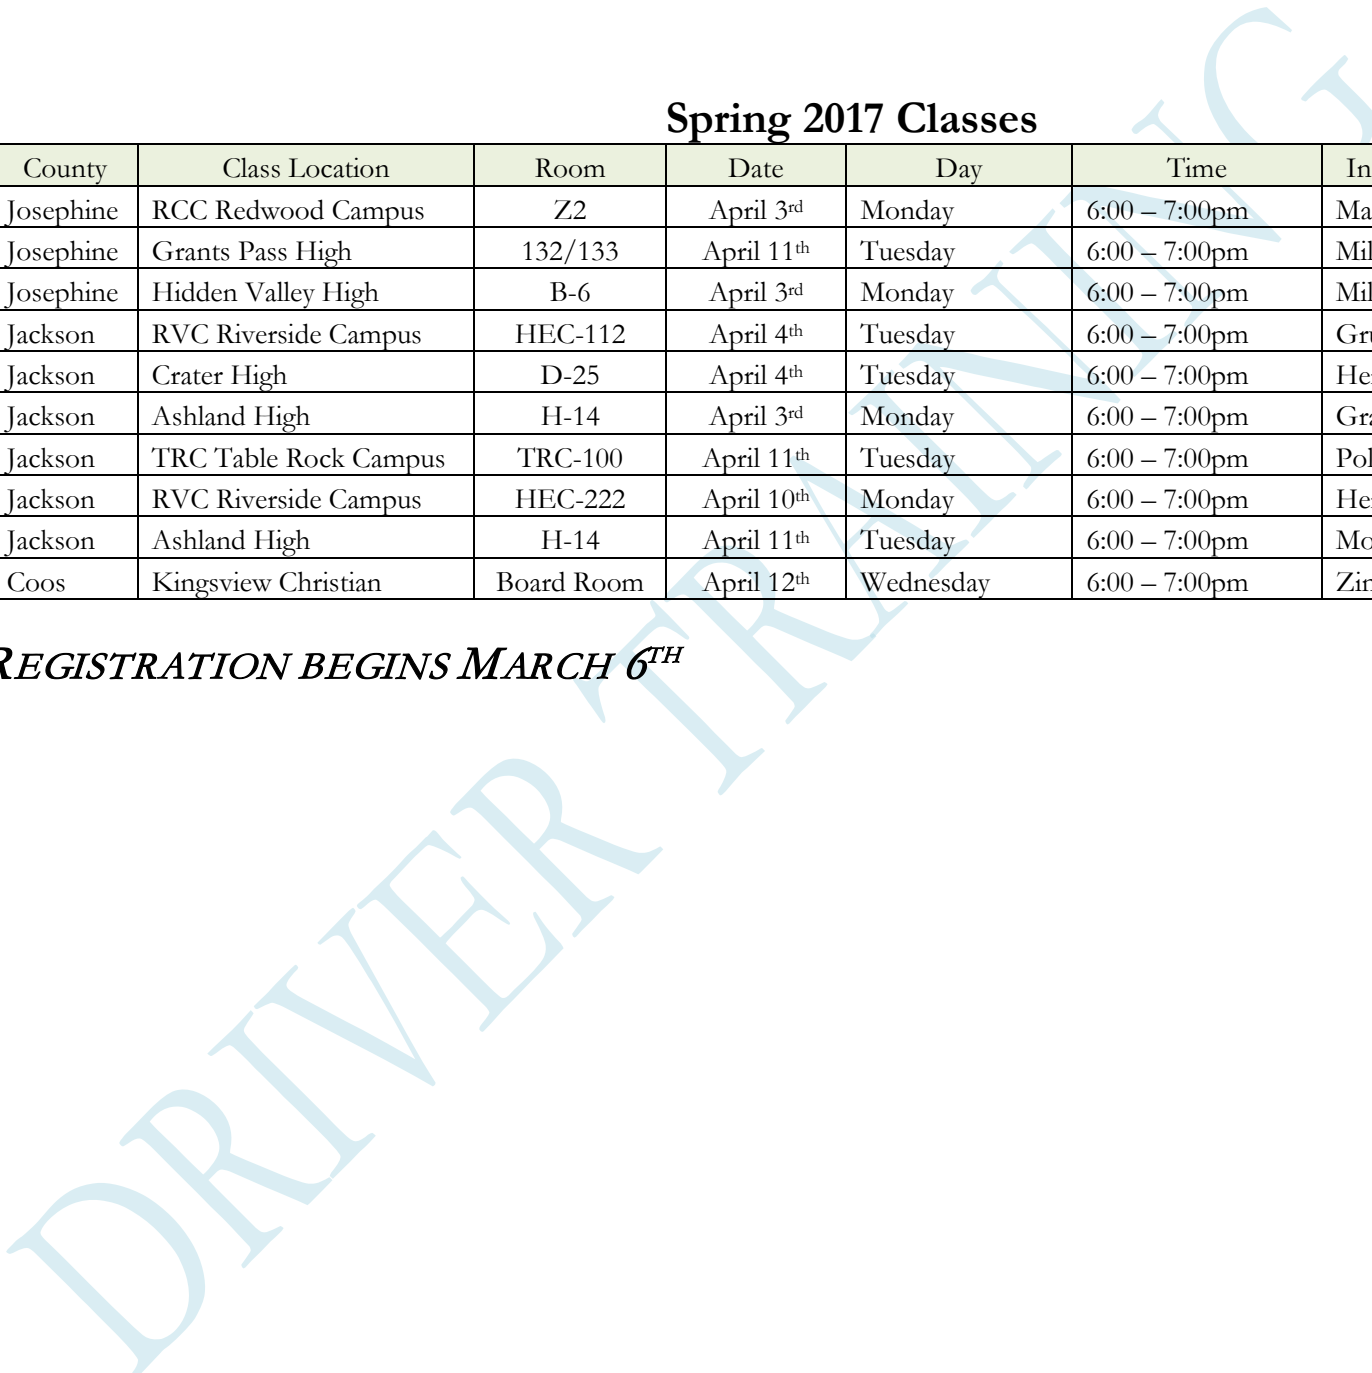 Spring 2017 Classes
County Class Location Room Date Day Time
Josephine RCC Redwood Campus Z2 April 3rd Monday 6:00 – 7:00pm
Josephine Grants Pass High 132/133 April 11th Tuesday 6:00 – 7:00pm
Josephine Hidden Valley High B-6 April 3rd Monday 6:00 – 7:00pm
Jackson RVC Riverside Campus HEC-112 April 4th Tuesday 6:00 – 7:00pm
Jackson Crater High D-25 April 4th Tuesday 6:00 – 7:00pm
Jackson Ashland High H-14 April 3rd Monday 6:00 – 7:00pm
Jackson TRC Table Rock Campus TRC-100 April 11th Tuesday 6:00 – 7:00pm
Jackson RVC Riverside Campus HEC-222 April 10th Monday 6:00 – 7:00pm
Jackson Ashland High H-14 April 11th Tuesday 6:00 – 7:00pm
Coos Kingsview Christian Board Room April 12th Wednesday 6:00 – 7:00pm
REGISTRATION BEGINS MARCH 6TH
DRIVER TRAINING